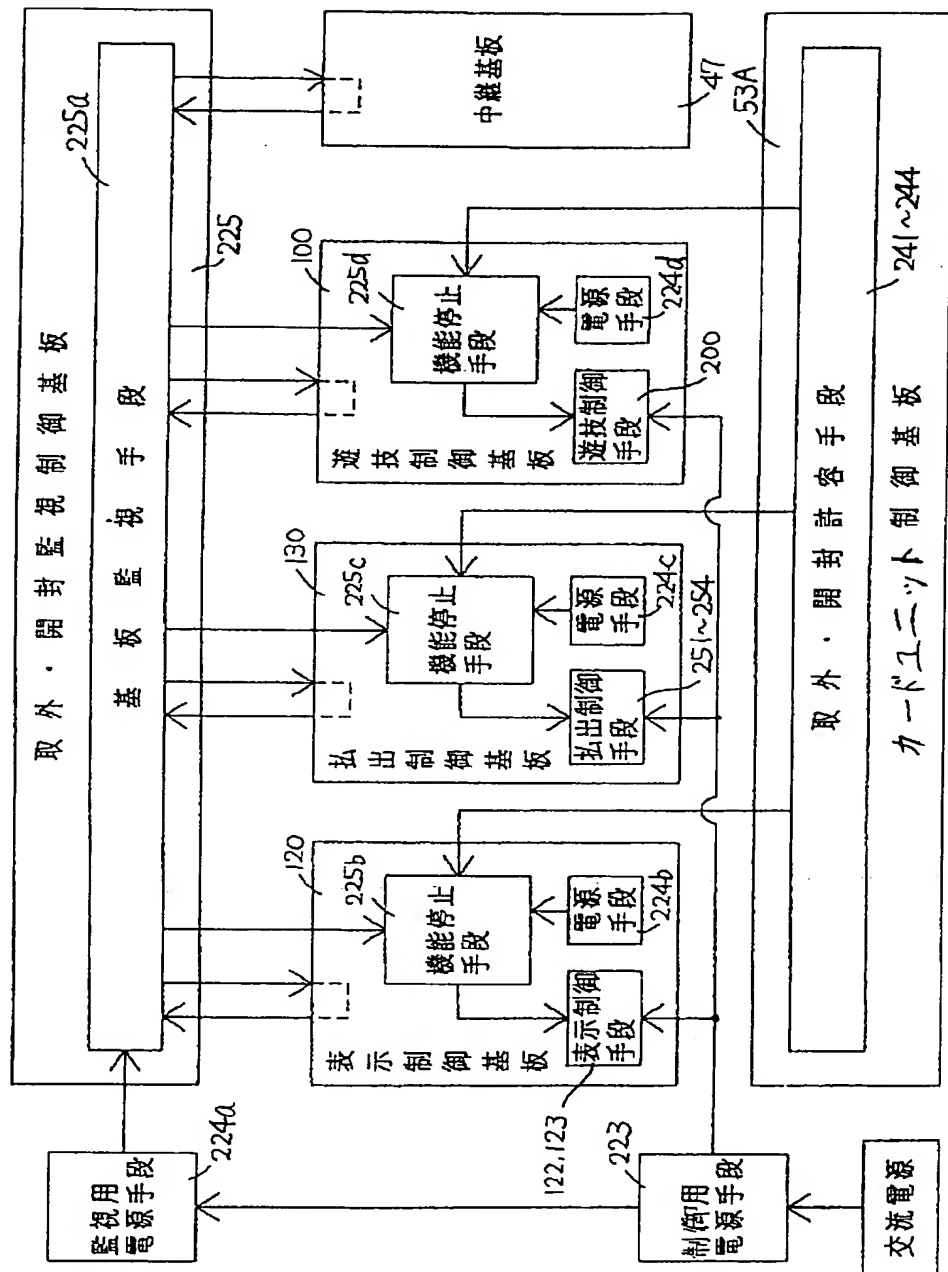 取外・開封監視制御基板
225a
基板監視手段
225
監視用
電源手段
224a
120
225b
機能停止
手段
電源
手段
224b
表示制御
手段
122,123
表示制御基板
130
225c
機能停止
手段
電源
手段
224c
払出制御
手段
251~254
払出制御基板
100
225d
機能停止
手段
電源
手段
224d
遊技制御
手段
200
遊技制御基板
中継基板
47
制御用
電源手段
223
交流電源
53A
取外・開封許容手段
241~244
カードユニット制御基板